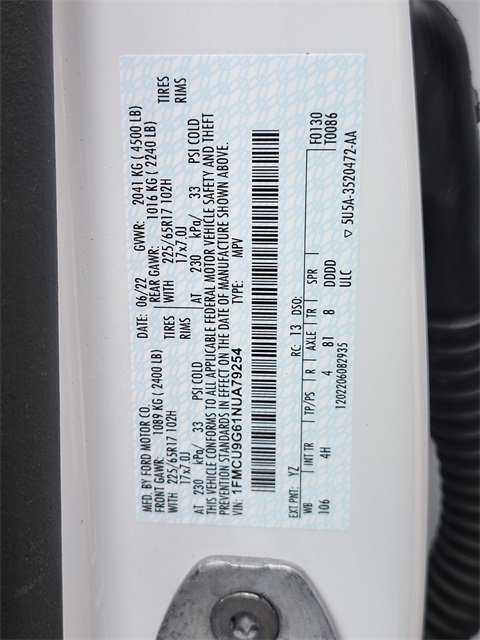 MFD. BY FORD MOTOR CO. DATE: 06/22 GVWR: 2041 KG ( 4500 LB)
FRONT GAWR: 1089 KG ( 2400 LB) REAR GAWR: 1016 KG ( 2240 LB)
WITH 225/65R17 102H TIRES WITH 225/65R17 102H TIRES
17x7.0J RIMS 17x7.0J RIMS
AT 230 kPa/ 33 PSI COLD AT 230 kPa/ 33 PSI COLD
THIS VEHICLE CONFORMS TO ALL APPLICABLE FEDERAL MOTOR VEHICLE SAFETY AND THEFT
PREVENTION STANDARDS IN EFFECT ON THE DATE OF MANUFACTURE SHOWN ABOVE.
VIN: 1FMCU9G61NUA79254 TYPE: MPV
F0130
T0086
EXT PNT: YZ RC: 13 DSO:
WB INT TR TP/PS R AXLE TR SPR
106 4H 4 81 8 DDDD
1202206082935 ULC ▽ 5U5A-3520472-AA